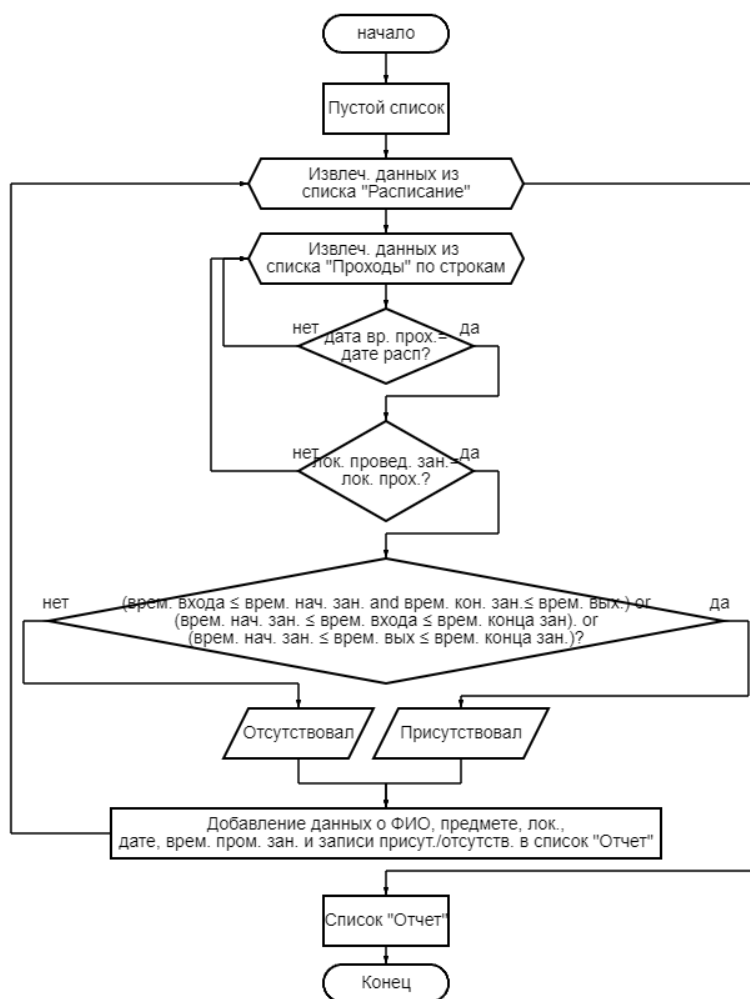 начало
Пустой список
Извлеч. данных из
списка "Расписание"
Извлеч. данных из
списка "Проходы" по строкам
нет
да
дата вр. прох.=
дате расп?
нет
да
лок. провед. зан.=
лок. прох.?
нет
да
(врем. входа ≤ врем. нач. зан. and врем. кон. зан.≤ врем. вых.) or
(врем. нач. зан. ≤ врем. входа ≤ врем. конца зан). or
(врем. нач. зан. ≤ врем. вых ≤ врем. конца зан.)?
Отсутствовал
Присутствовал
Добавление данных о ФИО, предмете, лок.,
дате, врем. пром. зан. и записи присут./отсутств. в список "Отчет"
Список "Отчет"
Конец